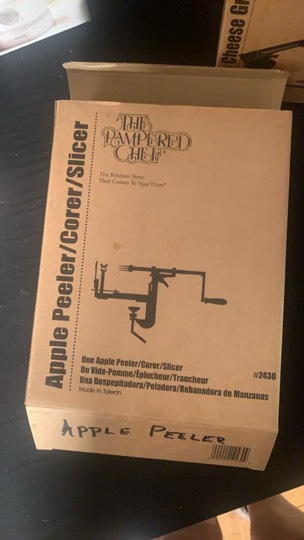 Cheese Gr
THE
PAMPERED
CHEF
The Kitchen Store
That Comes To Your Door
Apple Peeler/Corer/Slicer
One Apple Peeler/Corer/Slicer
#2430
Un Vide-Pomme/Éplucheur/Trancheur
Una Despepitadora/Peladora/Rebanadora de Manzanas
Made in Taiwan
APPLE PEELER